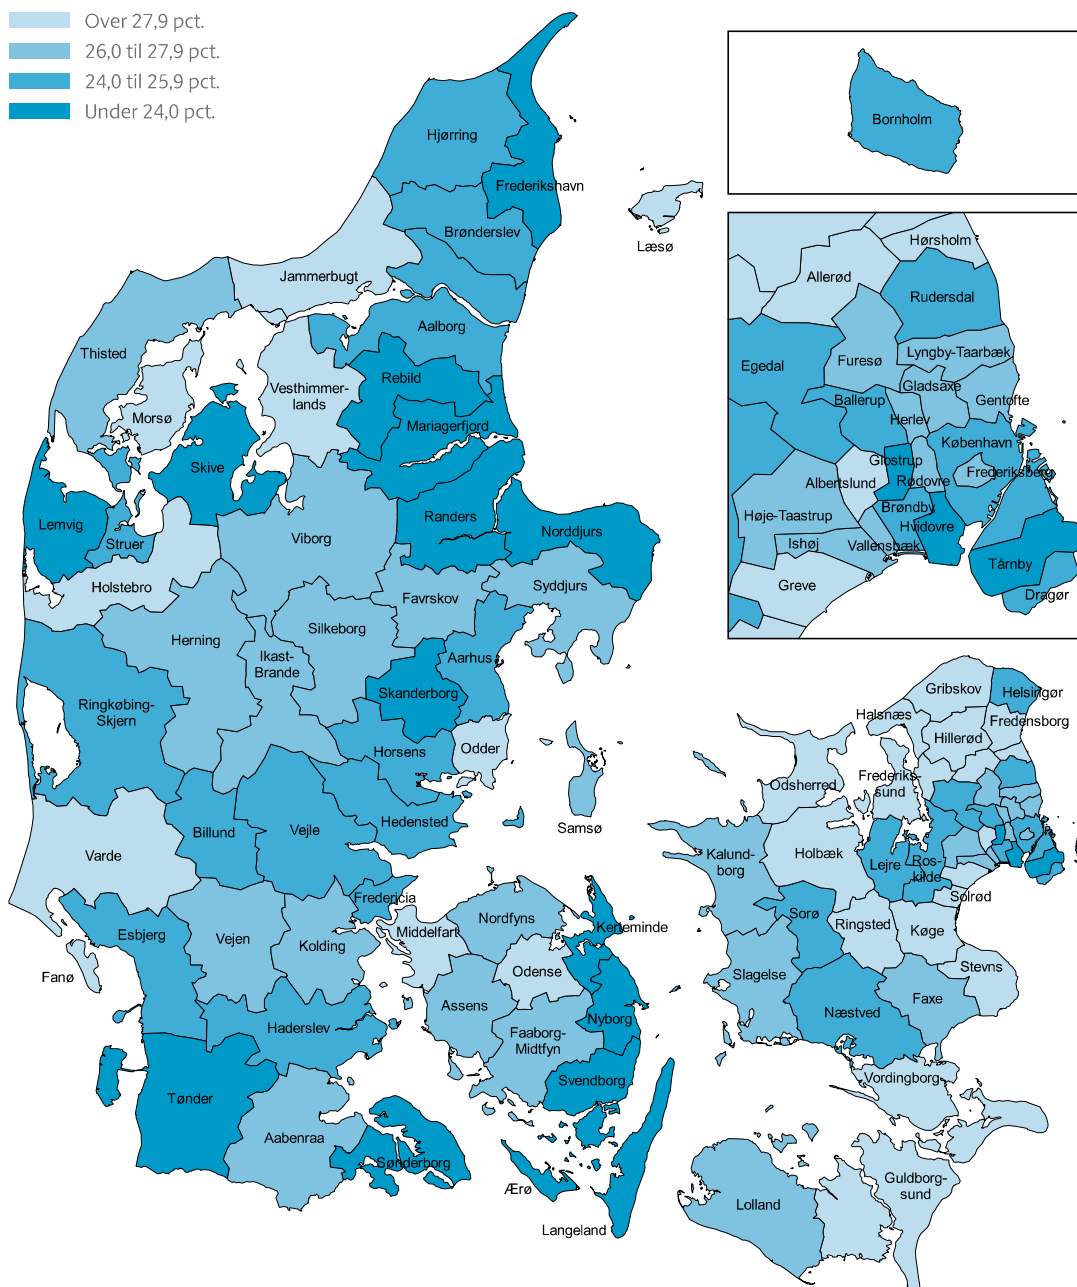 Over 27,9 pct.
26,0 til 27,9 pct.
24,0 til 25,9 pct.
Under 24,0 pct.
Hjørring
Frederikshavn
Brønderslev
Læsø
Jammerbugt
Aalborg
Thisted
Rebild
Vesthimmer-
lands
Morsø
Mariagerfjord
Skive
Lemvig
Randers
Norddjurs
Struer
Viborg
Holstebro
Favrskov
Syddjurs
Silkeborg
Herning
Ikast-
Brande
Aarhus
Skanderborg
Ringkøbing-
Skjern
Horsens
Odder
Samsø
Hedensted
Billund
Vejle
Varde
Fredericia
Esbjerg
Vejen
Kolding
Fanø
Haderslev
Tønder
Aabenraa
Sønderborg
Middelfart
Nordfyns
Kerteminde
Odense
Assens
Nyborg
Faaborg-
Midtfyn
Svendborg
Ærø
Langeland
Bornholm
Hørsholm
Allerød
Rudersdal
Lyngby-Taarbæk
Egedal
Furesø
Gladsaxe
Ballerup
Gentofte
Herlev
København
Glostrup
Frederiksberg
Albertslund
Rødovre
Brøndby
Høje-Taastrup
Hvidovre
Ishøj
Vallensbæk
Tårnby
Greve
Dragør
Gribskov
Helsingør
Halsnæs
Fredensborg
Hillerød
Frederiks-
sund
Odsherred
Holbæk
Kalund-
borg
Lejre
Ros-
kilde
Solrød
Sorø
Ringsted
Køge
Stevns
Slagelse
Faxe
Næstved
Vordingborg
Guldborg-
sund
Lolland